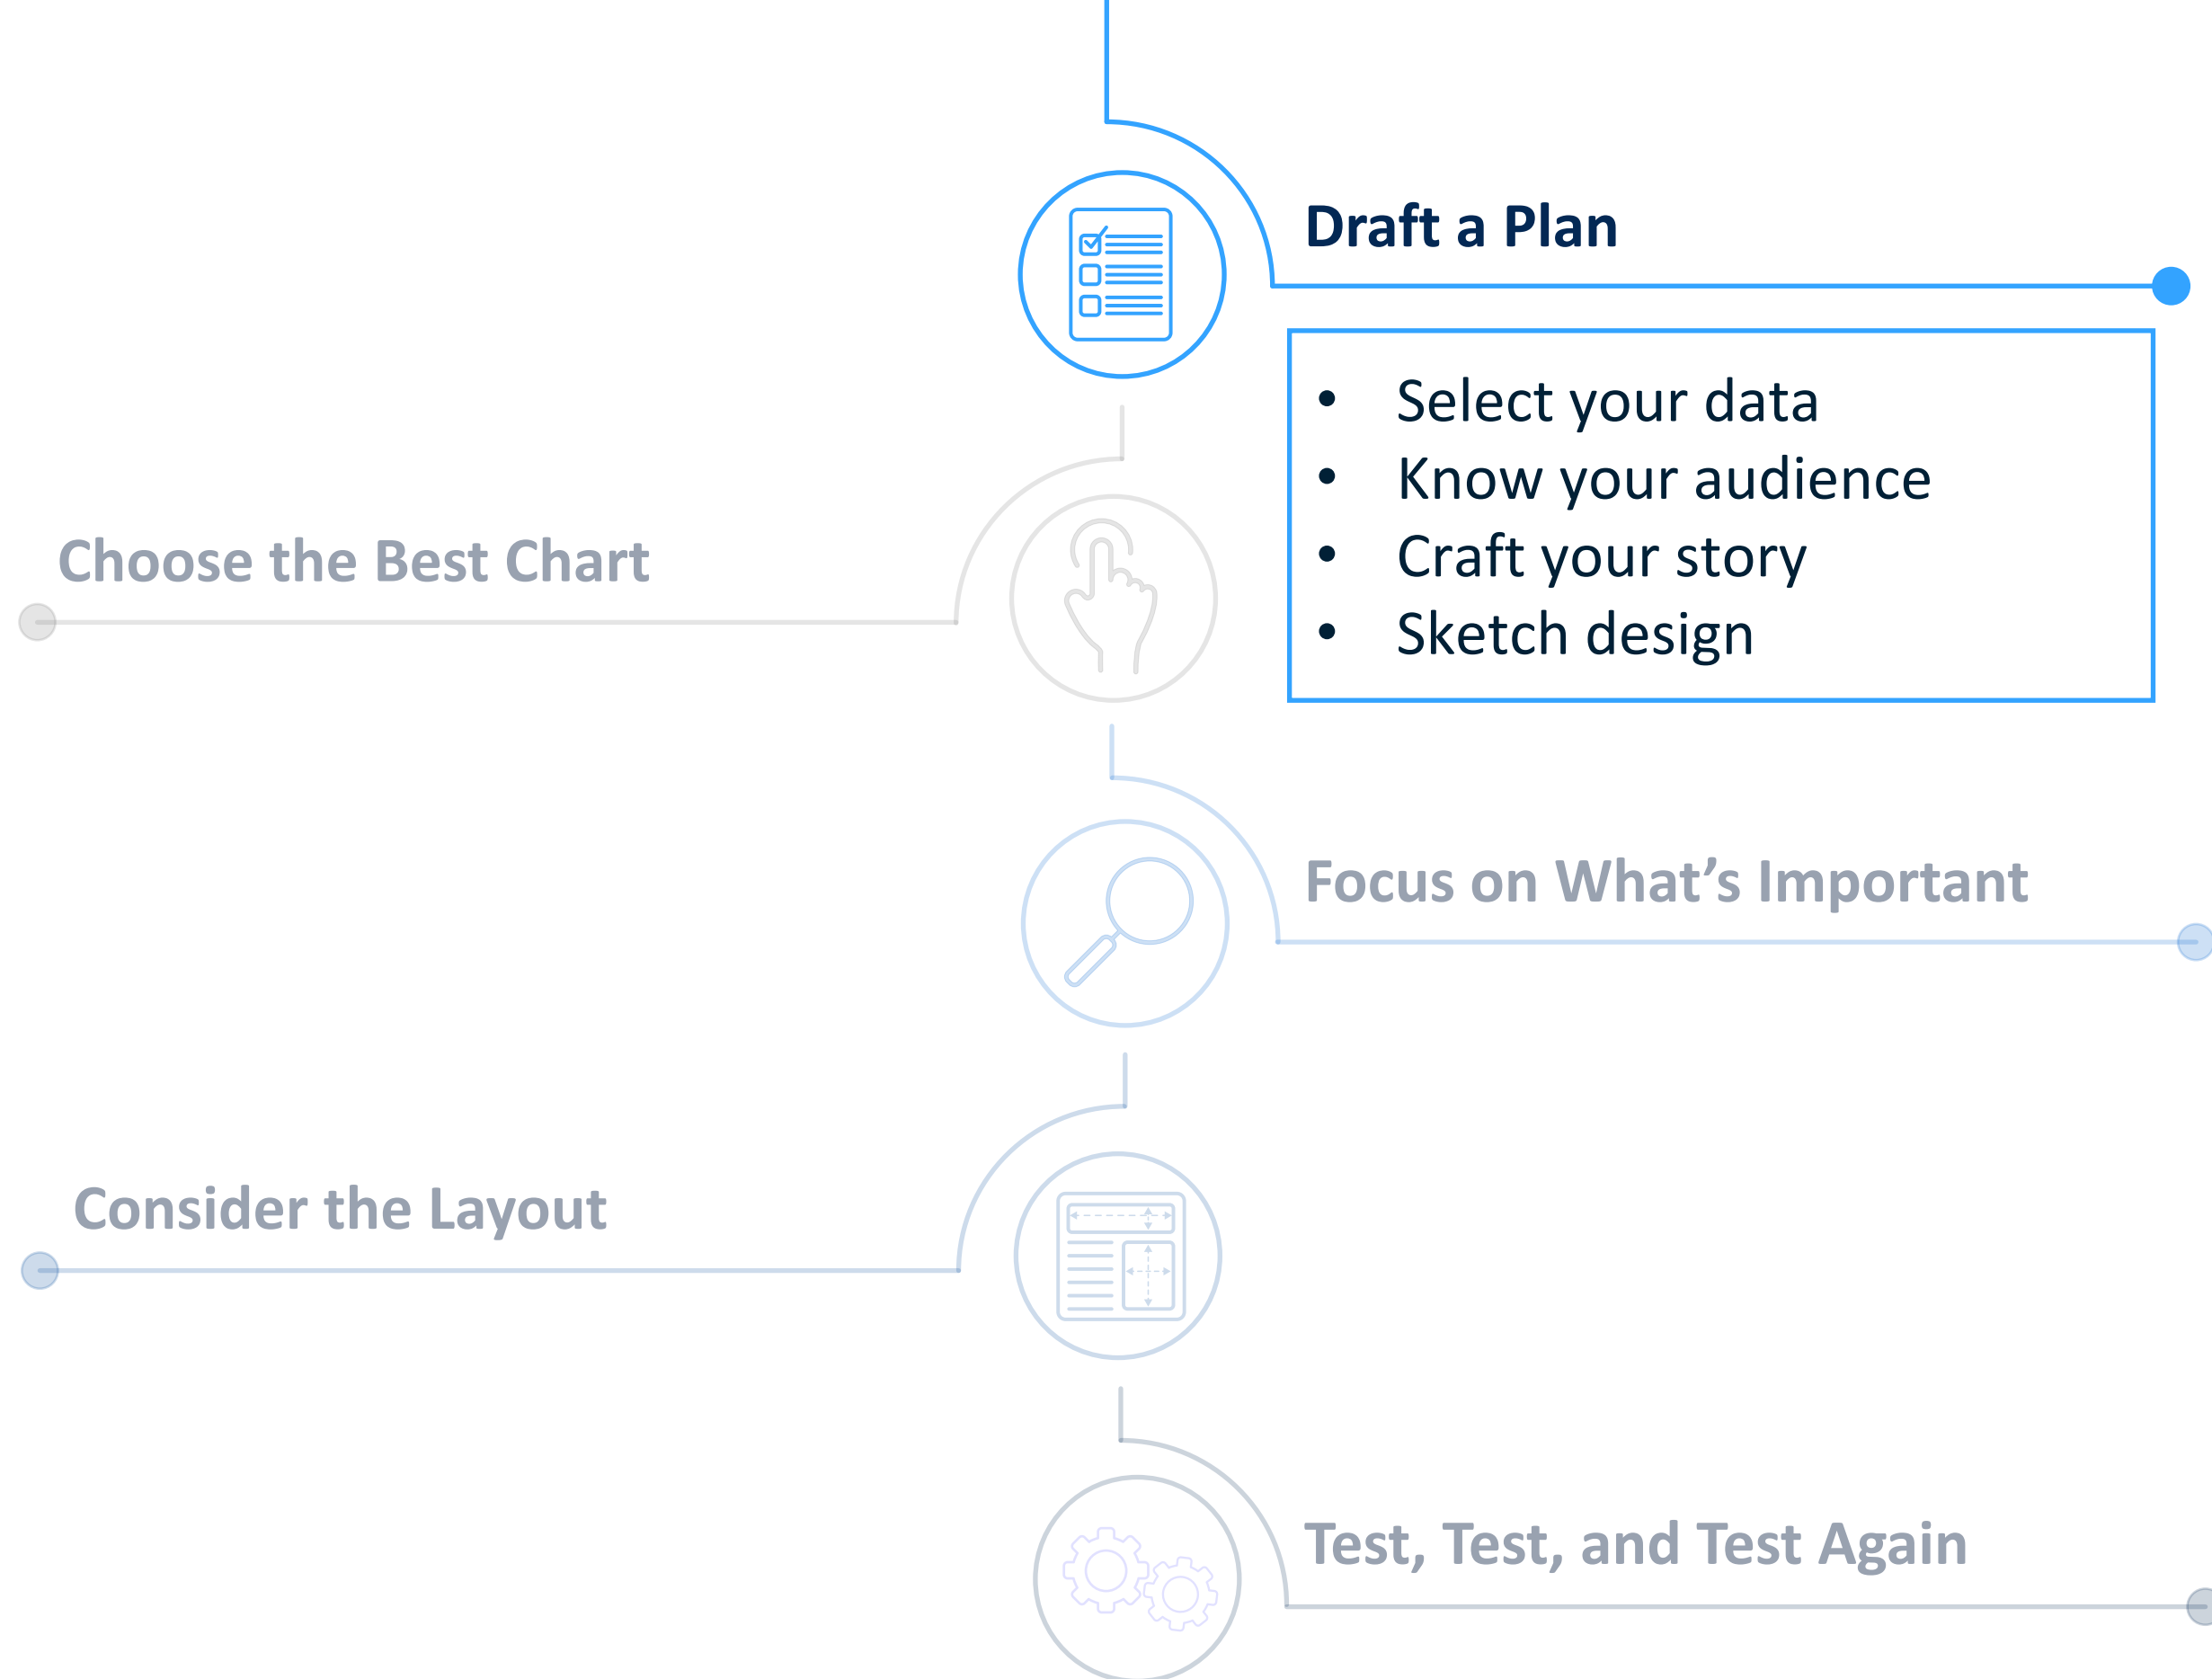 Draft a Plan
• Select your data
• Know your audience
• Craft your story
• Sketch design
Choose the Best Chart
Focus on What’s Important
Consider the Layout
Test, Test, and Test Again